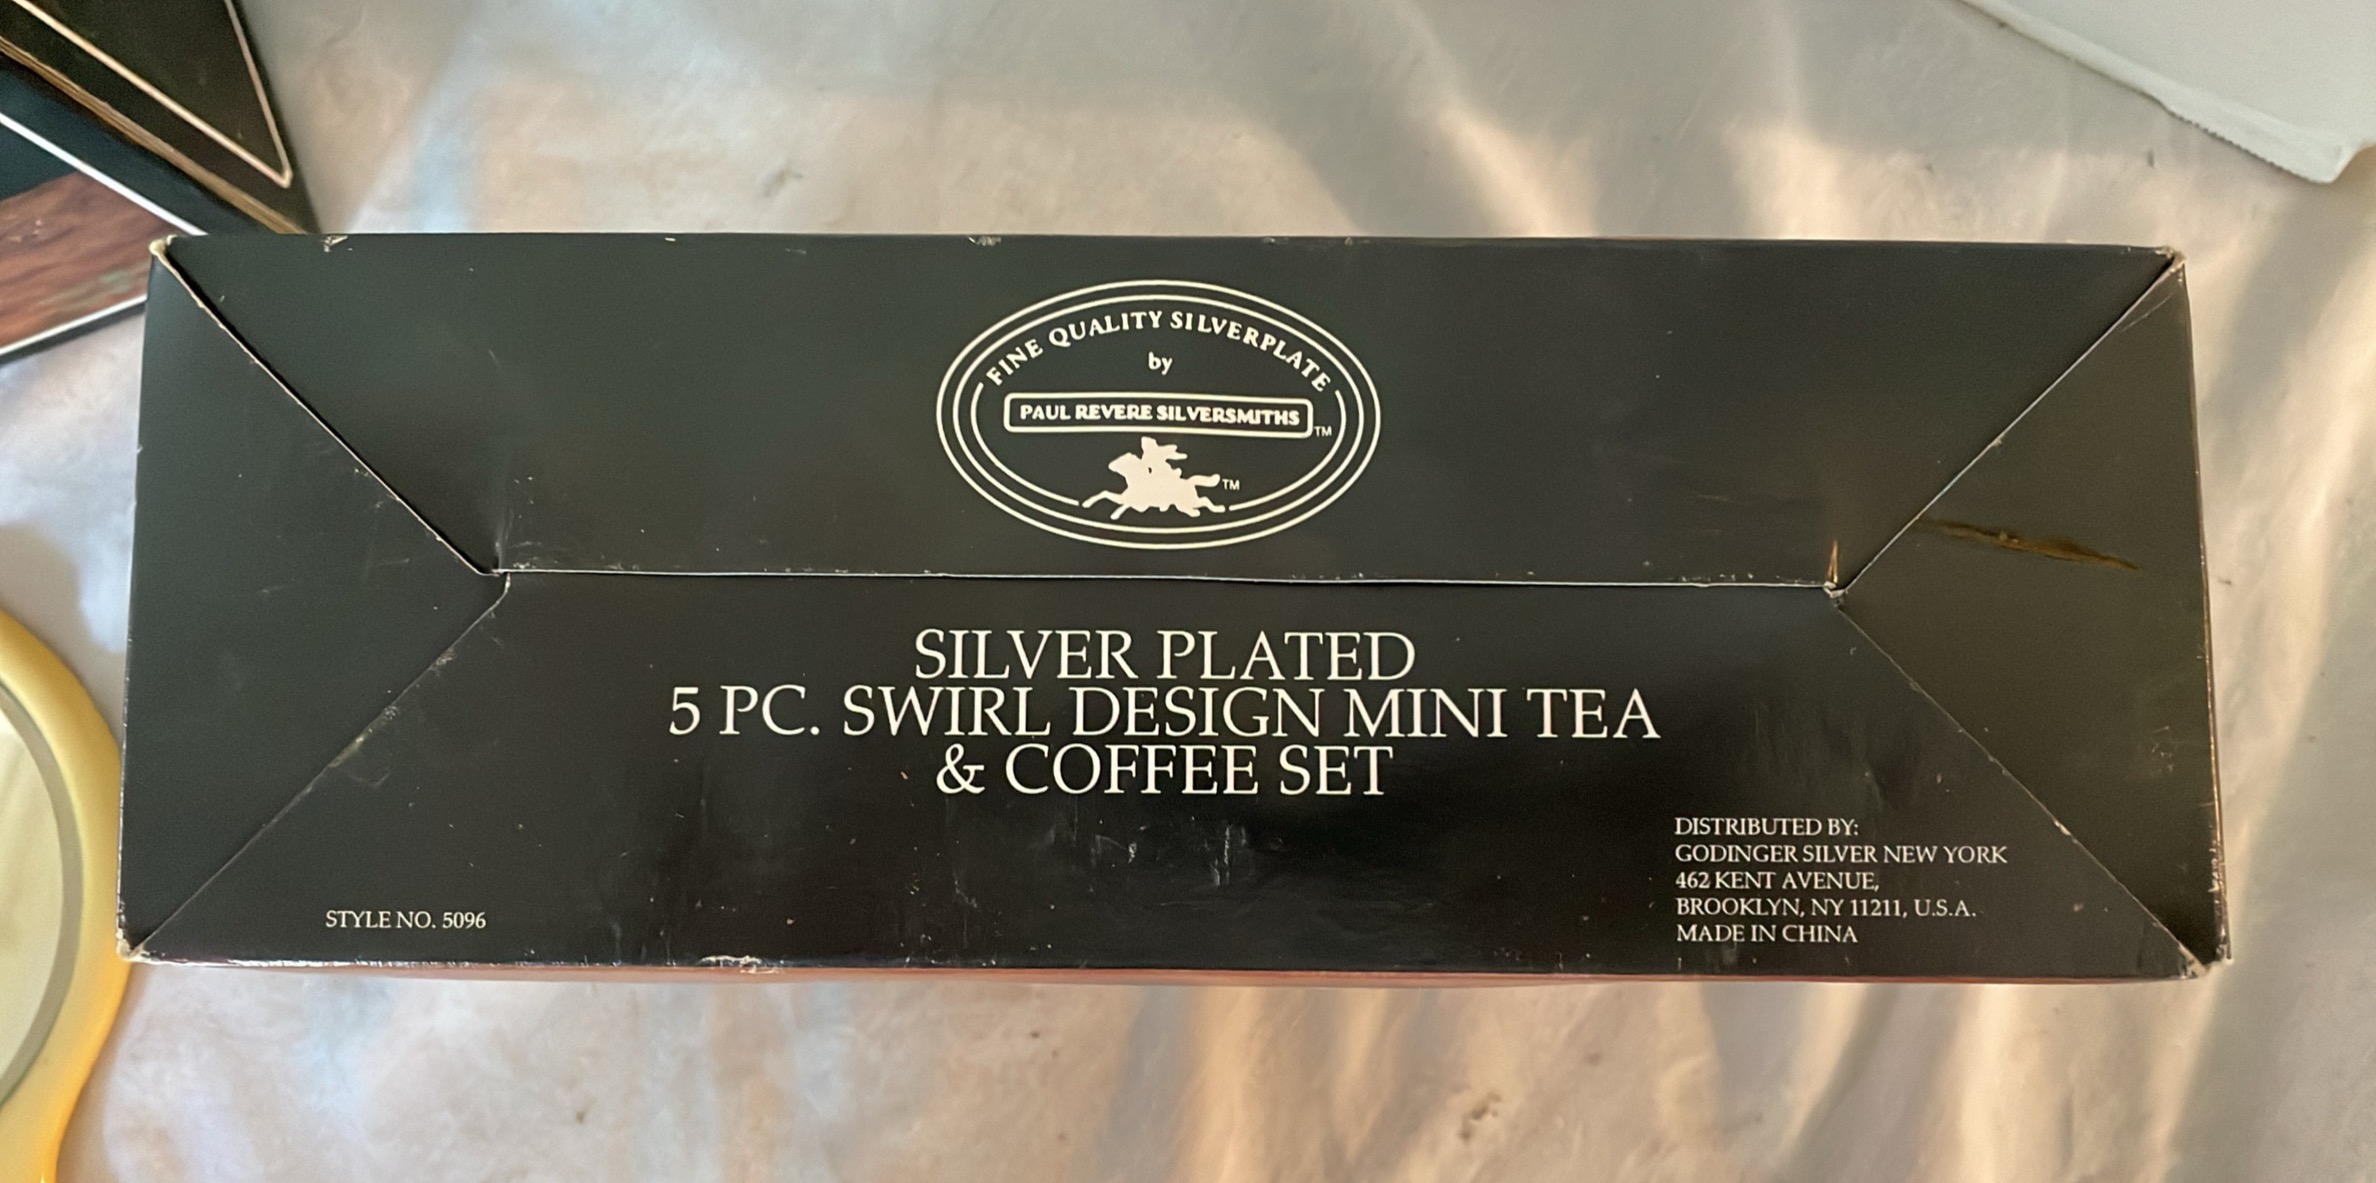 FINE QUALITY SILVERPLATE
by
PAUL REVERE SILVERSMITHS TM
TM
SILVER PLATED
5 PC. SWIRL DESIGN MINI TEA
& COFFEE SET
DISTRIBUTED BY:
GODINGER SILVER NEW YORK
462 KENT AVENUE,
BROOKLYN, NY 11211, U.S.A.
MADE IN CHINA
STYLE NO. 5096